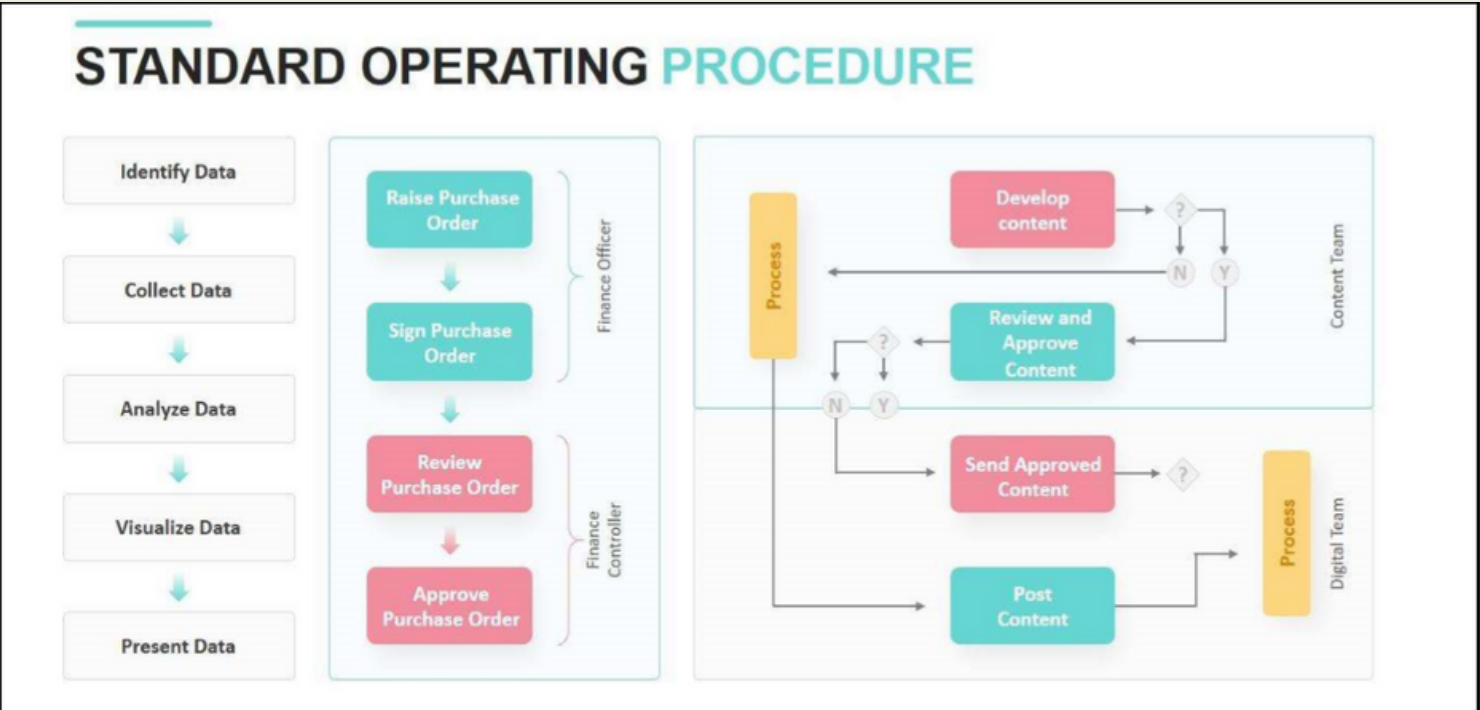 STANDARD OPERATING PROCEDURE
Identify Data
Collect Data
Analyze Data
Visualize Data
Present Data
Raise Purchase
Order
Sign Purchase
Order
Review
Purchase Order
Approve
Purchase Order
Finance Officer
Finance
Controller
Process
Develop
content
?
N
Y
Review and
Approve
Content
?
N
Y
Content Team
Send Approved
Content
?
Post
Content
Process
Digital Team